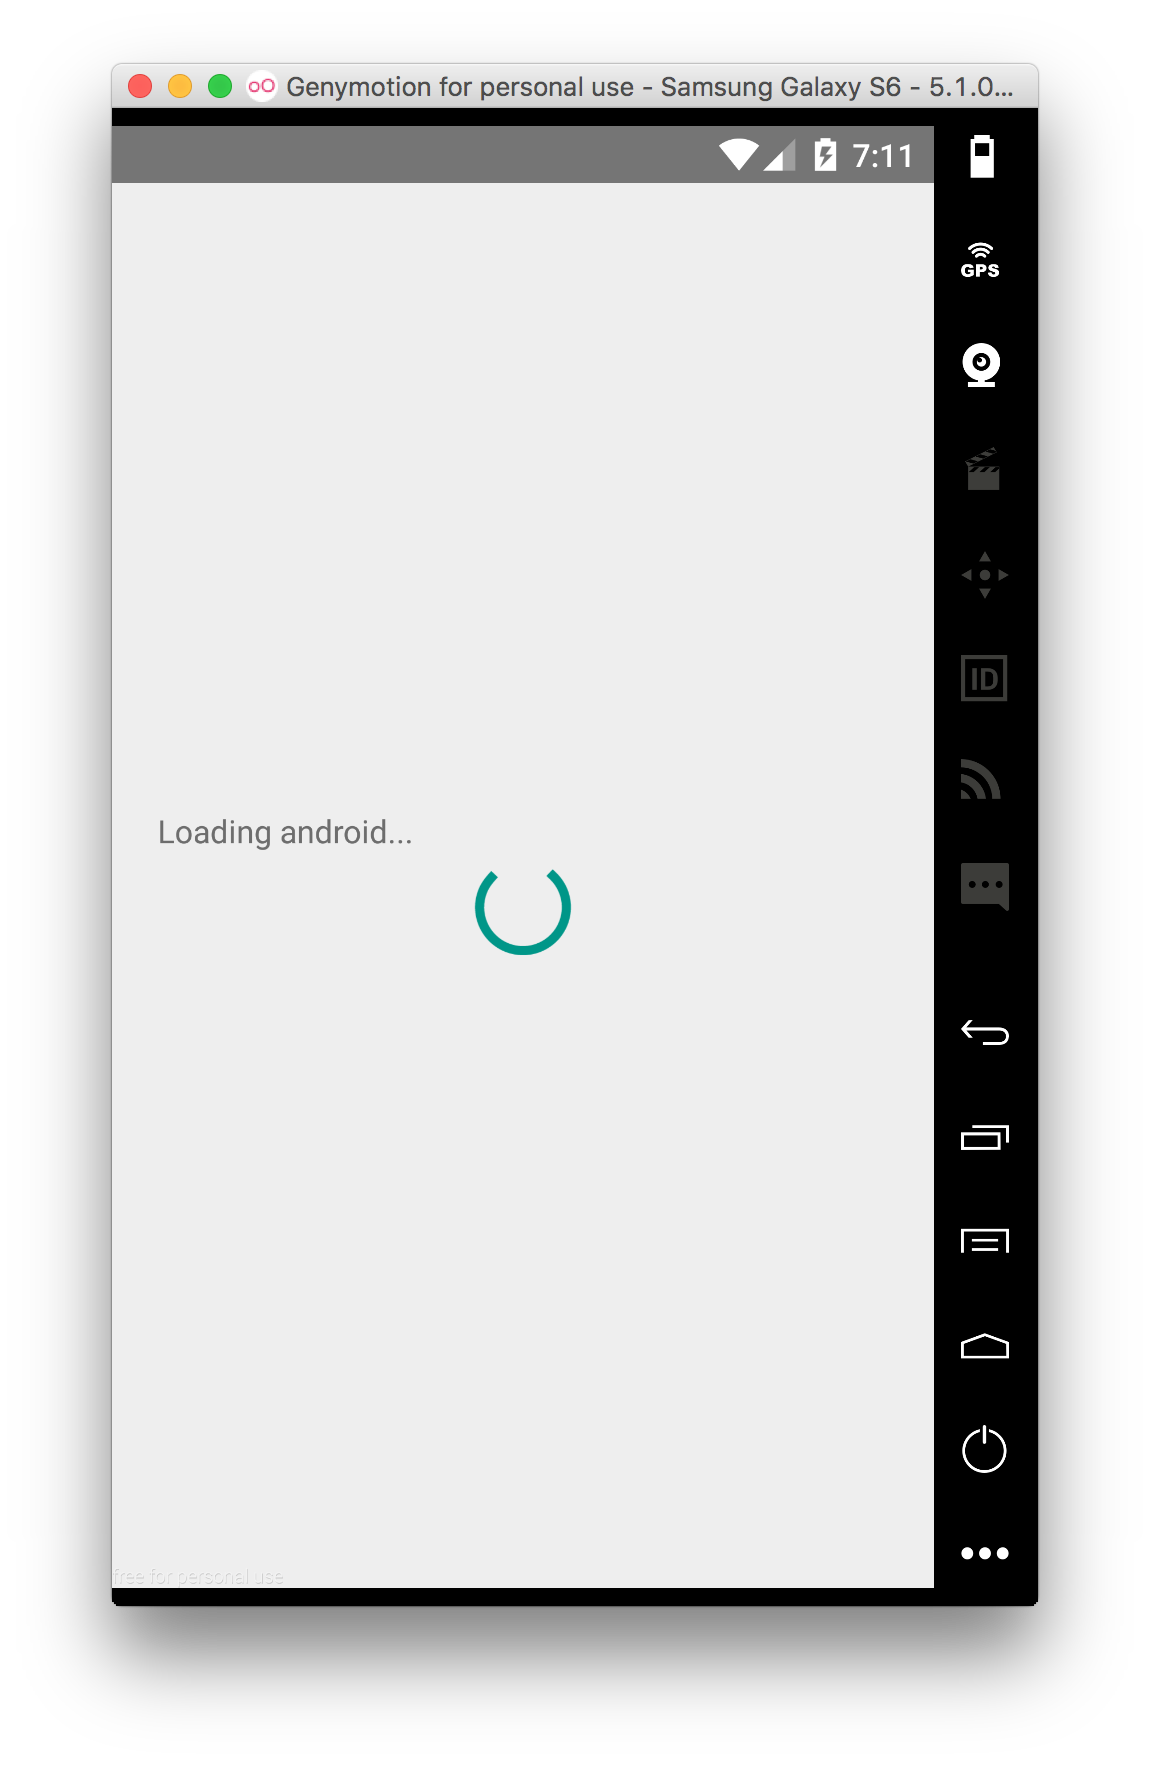 Genymotion for personal use - Samsung Galaxy S6 - 5.1.0...
7:11
GPS
ID
Loading android...
free for personal use